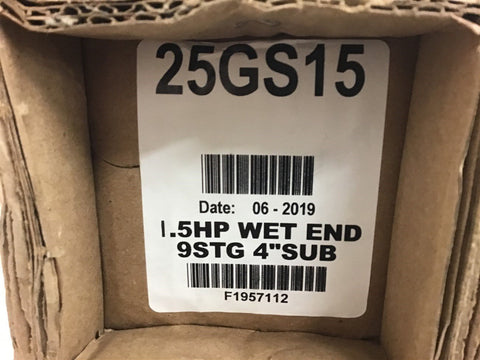 25GS15
Date: 06 - 2019
1.5HP WET END
9STG 4"SUB
F1957112